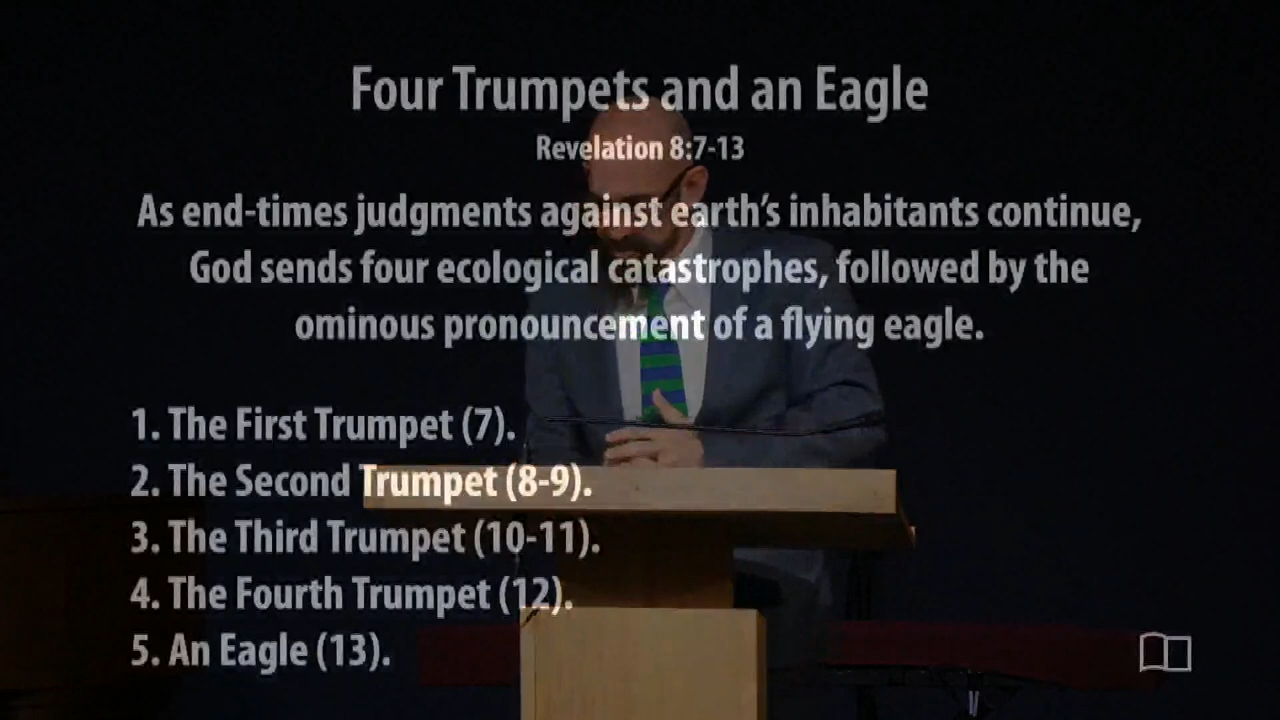 Four Trumpets and an Eagle
Revelation 8:7-13
As end-times judgments against earth's inhabitants continue,
God sends four ecological catastrophes, followed by the
ominous pronouncement of a flying eagle.
1. The First Trumpet (7).
2. The Second Trumpet (8-9).
3. The Third Trumpet (10-11).
4. The Fourth Trumpet (12).
5. An Eagle (13).